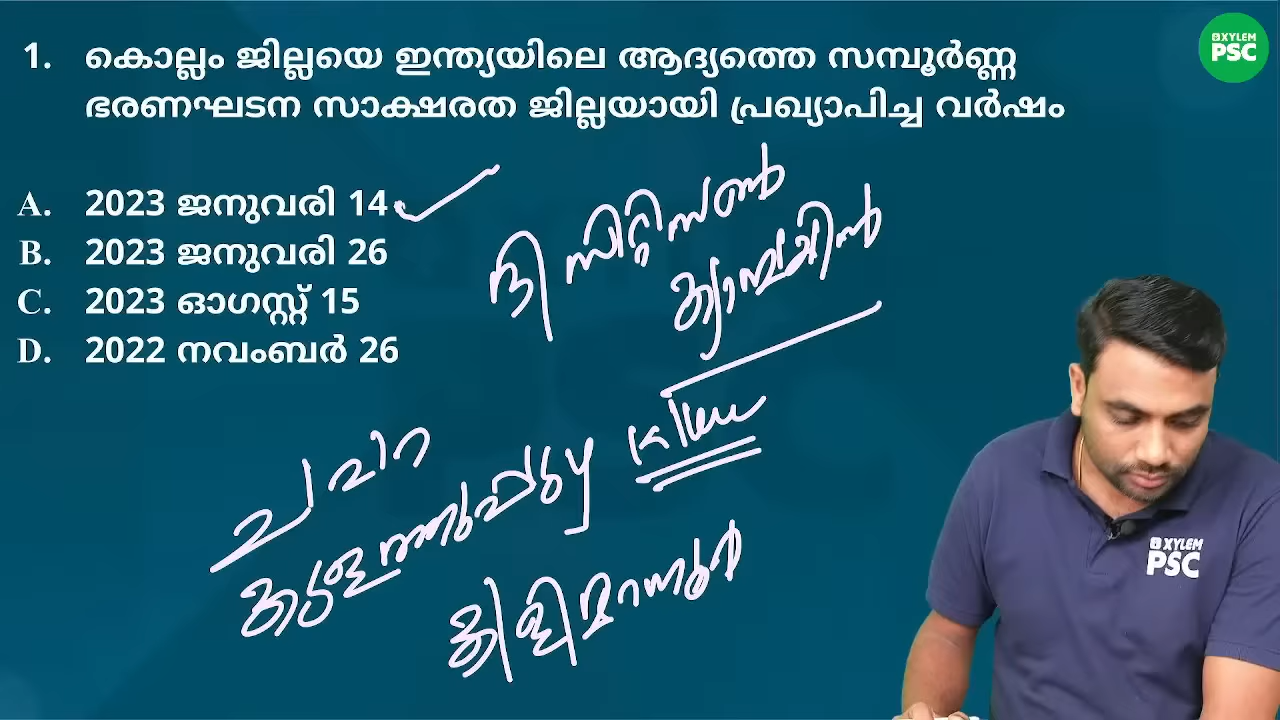 1. കൊല്ലം ജില്ലയെ ഇന്ത്യയിലെ ആദ്യത്തെ സമ്പൂർണ്ണ
ഭരണഘടന സാക്ഷരത ജില്ലയായി പ്രഖ്യാപിച്ച വർഷം
A. 2023 ജനുവരി 14
B. 2023 ജനുവരി 26
C. 2023 ഓഗസ്റ്റ് 15
D. 2022 നവംബർ 26
ദി സിറ്റിസൺ
ക്യാമ്പയിൻ
ചവറ
XYLEM
PSC
XYLEM
PSC